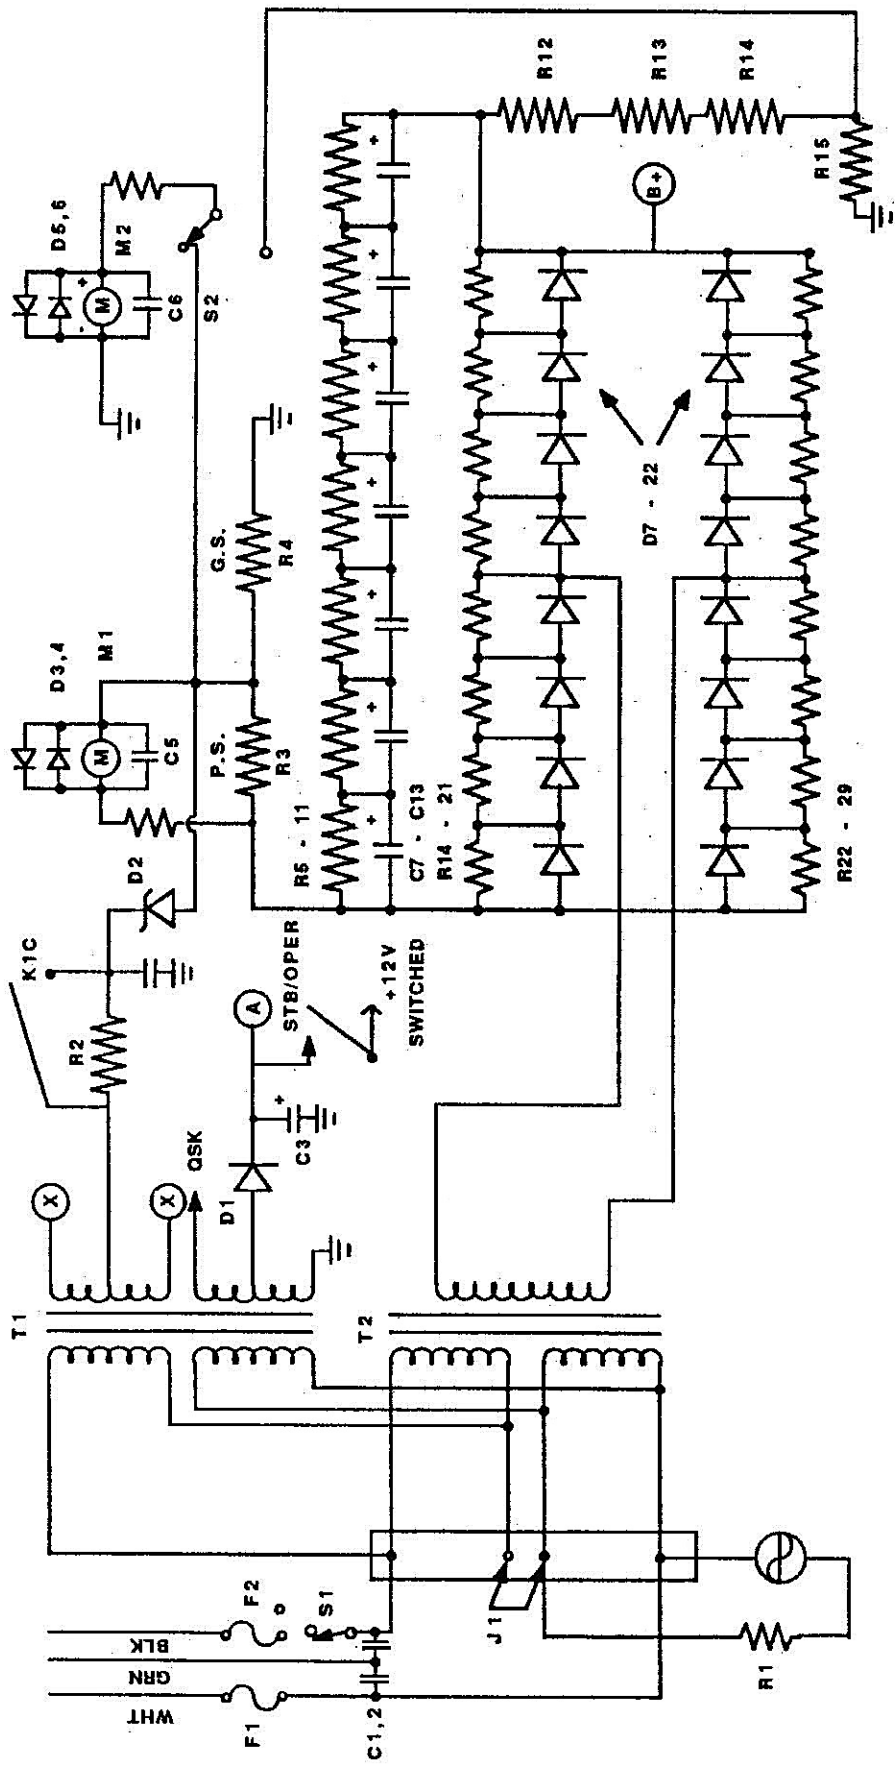 T1
X
X
QSK
D1
C3
+
A
STB/OPER
+12V
SWITCHED
R2
K1C
D2
D3,4
M1
M
C5
P.S.
R3
G.S.
R4
D5,6
M2
+
-
M
C6
S2
R5 - 11
C7 - C13
R14 - 21
+
+
+
+
+
+
+
R12
R13
R14
R15
B+
D7 - 22
R22 - 29
T2
BLK
GRN
WHT
F2
F1
S1
C1,2
J1
R1